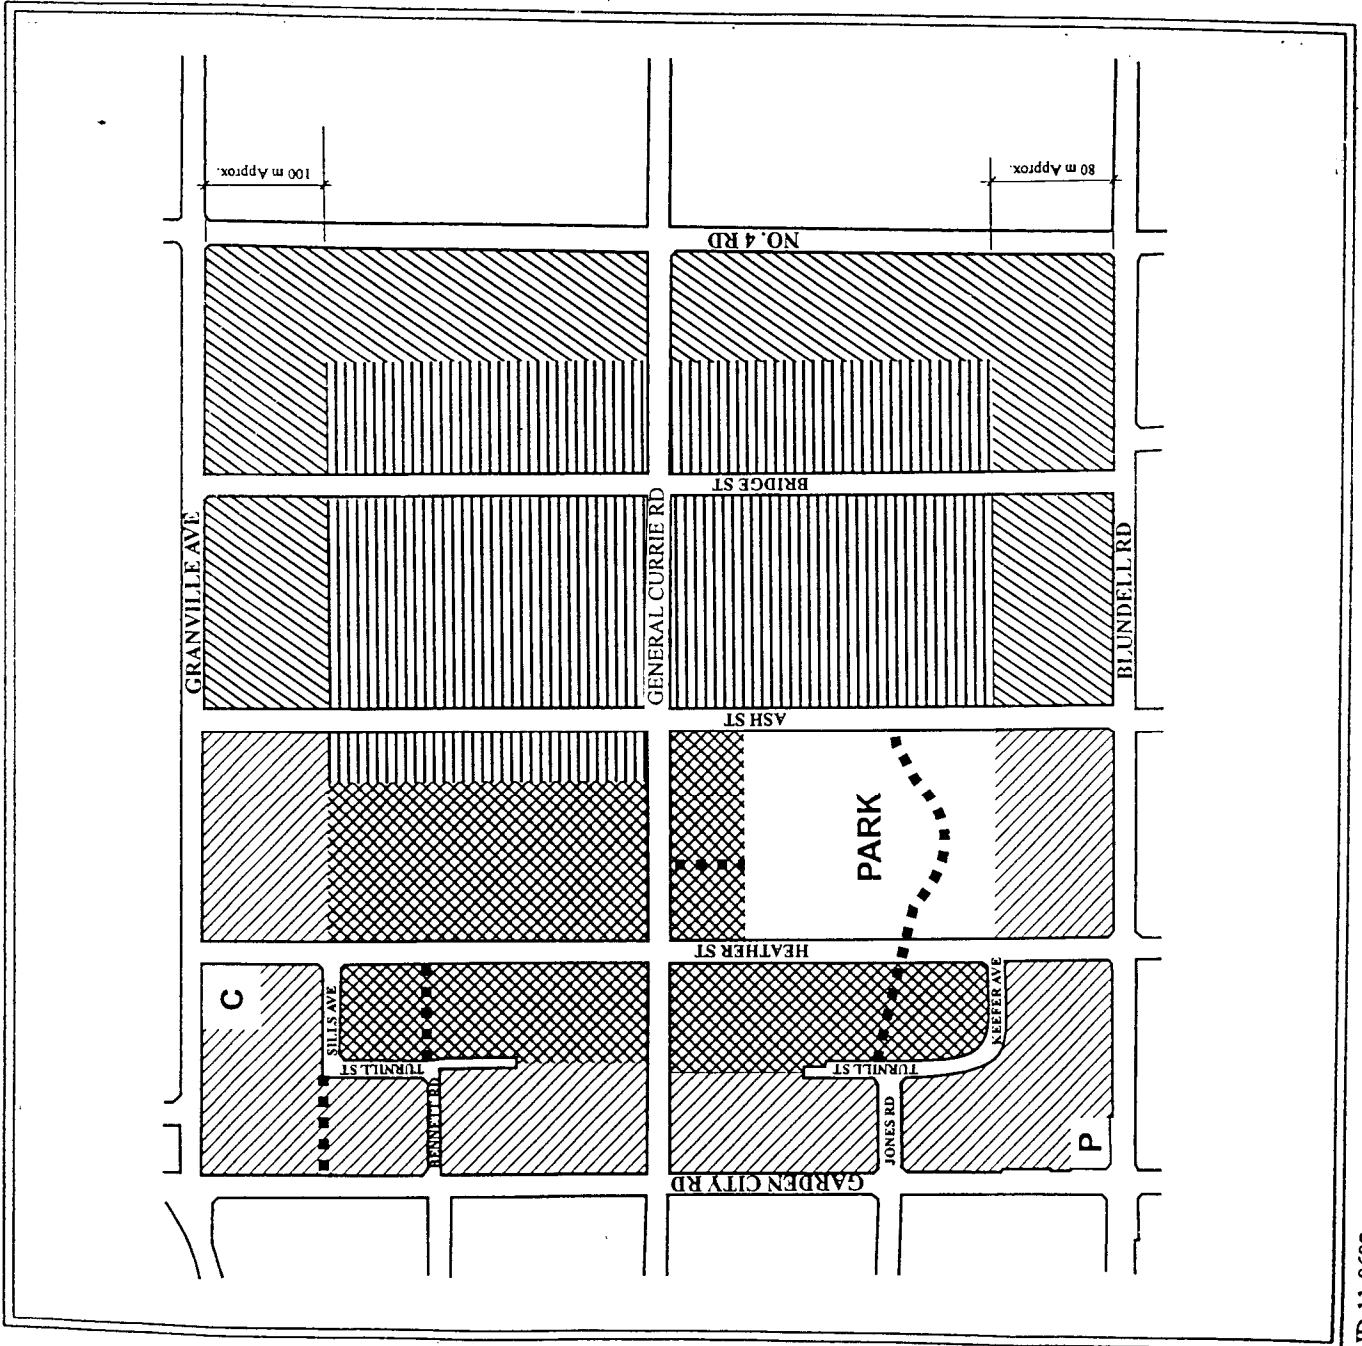 100 m Approx.
80 m Approx.
NO. 4 RD
BRIDGE ST
GRANVILLE AVE
GENERAL CURRIE RD
BLUNDELL RD
ASH ST
PARK
HEATHER ST
C
SILLS AVE
KEEFER AVE
TURNILL ST
TURNILL ST
BENNETT RD
JONES RD
P
GARDEN CITY RD